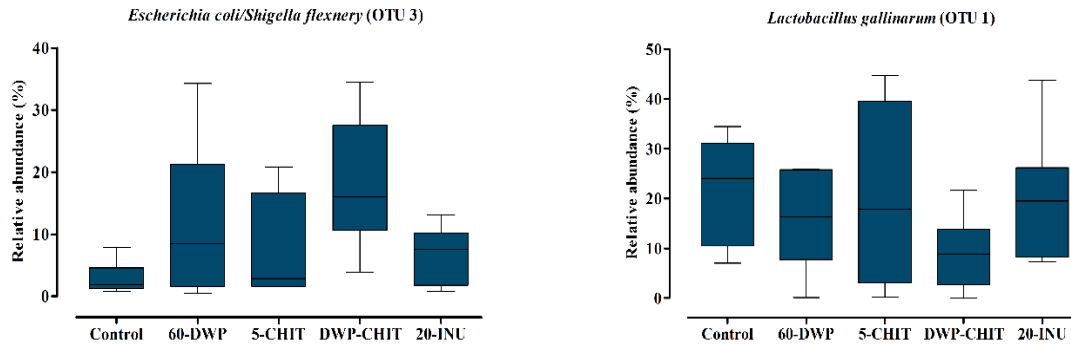 Escherichia coli/Shigella flexnery (OTU 3)
Relative abundance (%)
40
30
20
10
0
Control 60-DWP 5-CHIT DWP-CHIT 20-INU
Lactobacillus gallinarum (OTU 1)
Relative abundance (%)
50
40
30
20
10
0
Control 60-DWP 5-CHIT DWP-CHIT 20-INU